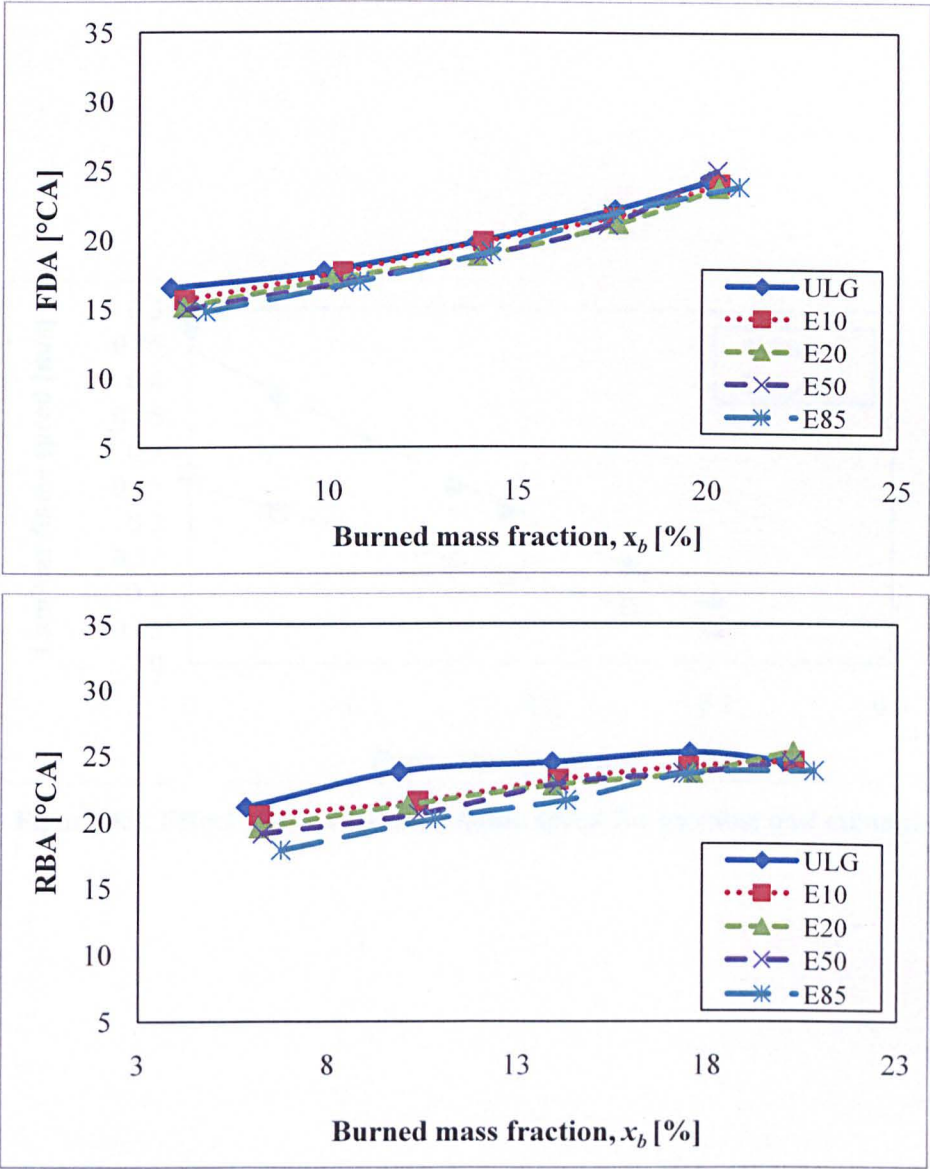 35
30
25
20
15
10
5
FDA [°CA]
5 10 15 20 25
Burned mass fraction, x_b [%]
ULG
E10
E20
E50
E85
35
30
25
20
15
10
5
RBA [°CA]
3 8 13 18 23
Burned mass fraction, x_b [%]
ULG
E10
E20
E50
E85